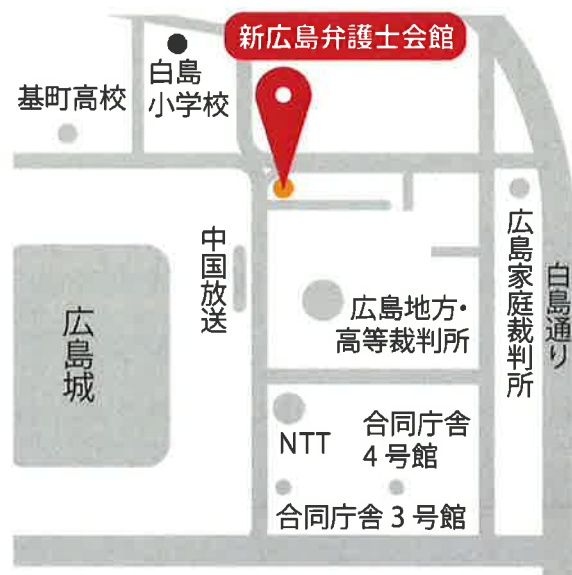 新広島弁護士会館
白島
小学校
基町高校
中国放送
広島家庭裁判所
白島通り
広島城
広島地方・
高等裁判所
NTT
合同庁舎
4号館
合同庁舎3号館